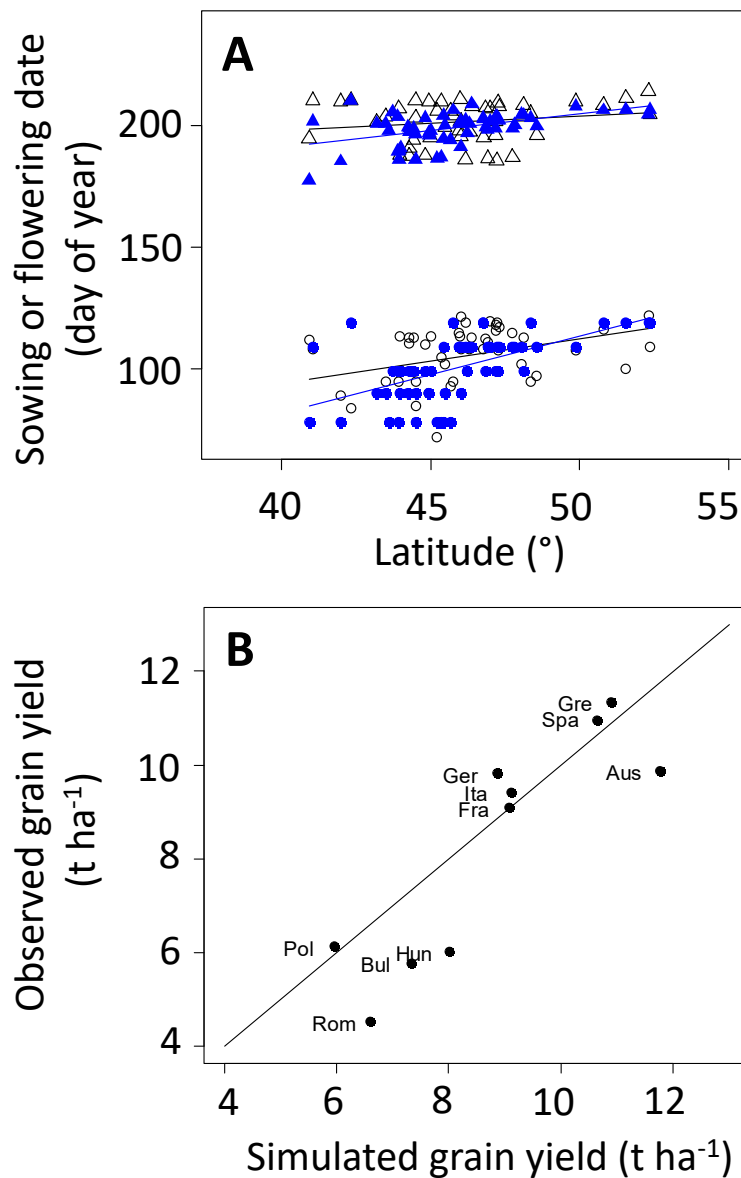 A
Sowing or flowering date
(day of year)
200
150
100
40 45 50 55
Latitude (°)
B
Observed grain yield
(t ha-1)
12
10
8
6
4
Gre
Spa
Ger
Aus
Ita
Fra
Pol
Hun
Bul
Rom
4 6 8 10 12
Simulated grain yield (t ha-1)